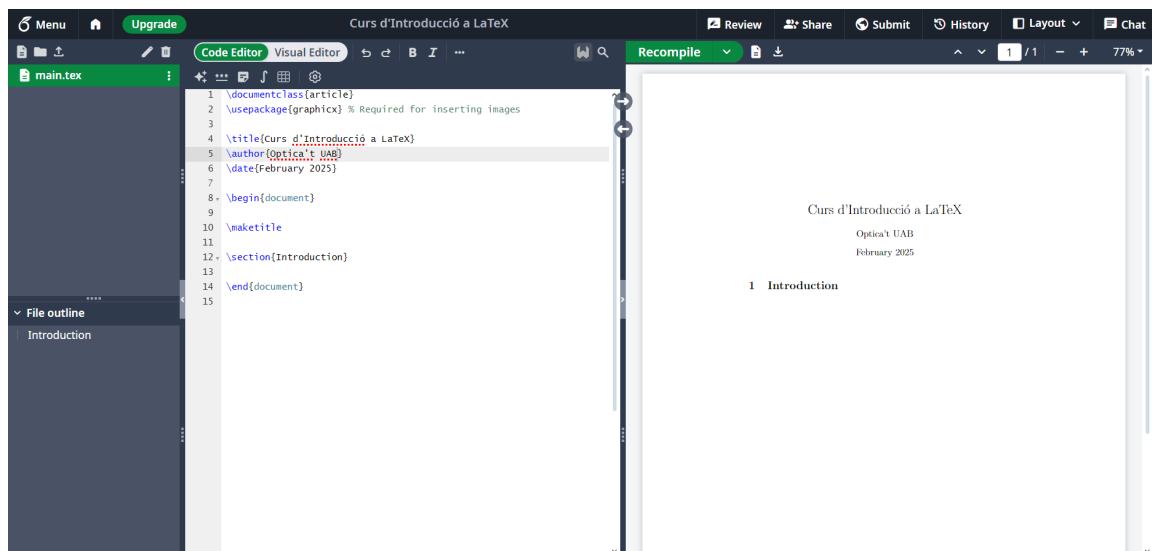 Menu
Upgrade
Curs d'Introducció a LaTeX
Review
Share
Submit
History
Layout
Chat
Code Editor
Visual Editor
B
I
Recompile
1 / 1
77%
main.tex
1 \documentclass{article}
2 \usepackage{graphicx} % Required for inserting images
3
4 \title{Curs d'Introducció a LaTeX}
5 \author{Optica't UAB}
6 \date{February 2025}
7
8 \begin{document}
9
10 \maketitle
11
12 \section{Introduction}
13
14 \end{document}
15
File outline
Introduction
Curs d'Introducció a LaTeX
Optica't UAB
February 2025
1 Introduction